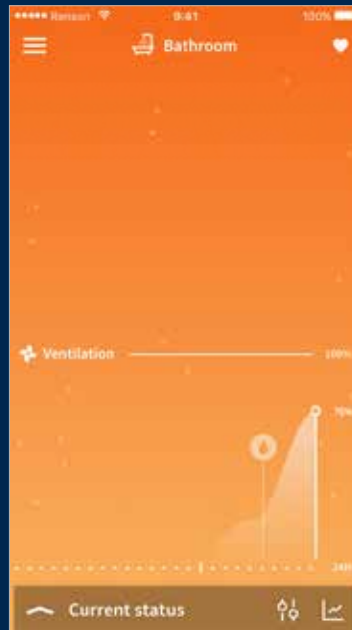 Renson 9:41 100%
Bathroom
Ventilation 100%
70%
24H
Current status